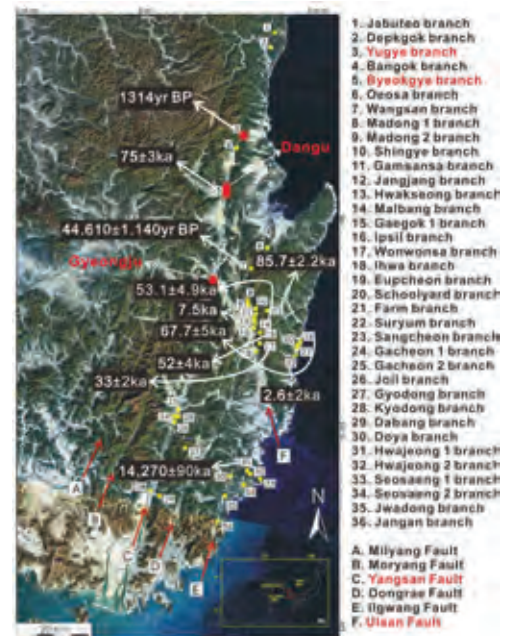 1314yr BP
Dangu
75±3ka
44.610±1.140yr BP
85.7±2.2ka
Gyeongju
53.1±4.9ka
7.5ka
67.7±5ka
52±4ka
33±2ka
2.6±2ka
14,270±90ka
A
B
C
D
E
F
N
1. Jabuteo branch
2. Depkgok branch
3. Yugye branch
4. Bangok branch
5. Byeokgye branch
6. Oeosa branch
7. Wangsan branch
8. Madong 1 branch
9. Madong 2 branch
10. Shingye branch
11. Gamsansa branch
12. Jangjang branch
13. Hwakseong branch
14. Malbang branch
15. Gaegok 1 branch
16. Ipsil branch
17. Wonwonsa branch
18. Ihwa branch
19. Eupcheon branch
20. Schoolyard branch
21. Farm branch
22. Suryum branch
23. Sangcheon branch
24. Gacheon 1 branch
25. Gacheon 2 branch
26. Joil branch
27. Gyodong branch
28. Kyodong branch
29. Dabang branch
30. Doya branch
31. Hwajeong 1 branch
32. Hwajeong 2 branch
33. Seosaeng 1 branch
34. Seosaeng 2 branch
35. Jwadong branch
36. Jangan branch
A. Milyang Fault
B. Moryang Fault
C. Yangsan Fault
D. Dongrae Fault
E. Ilgwang Fault
F. Ulsan Fault